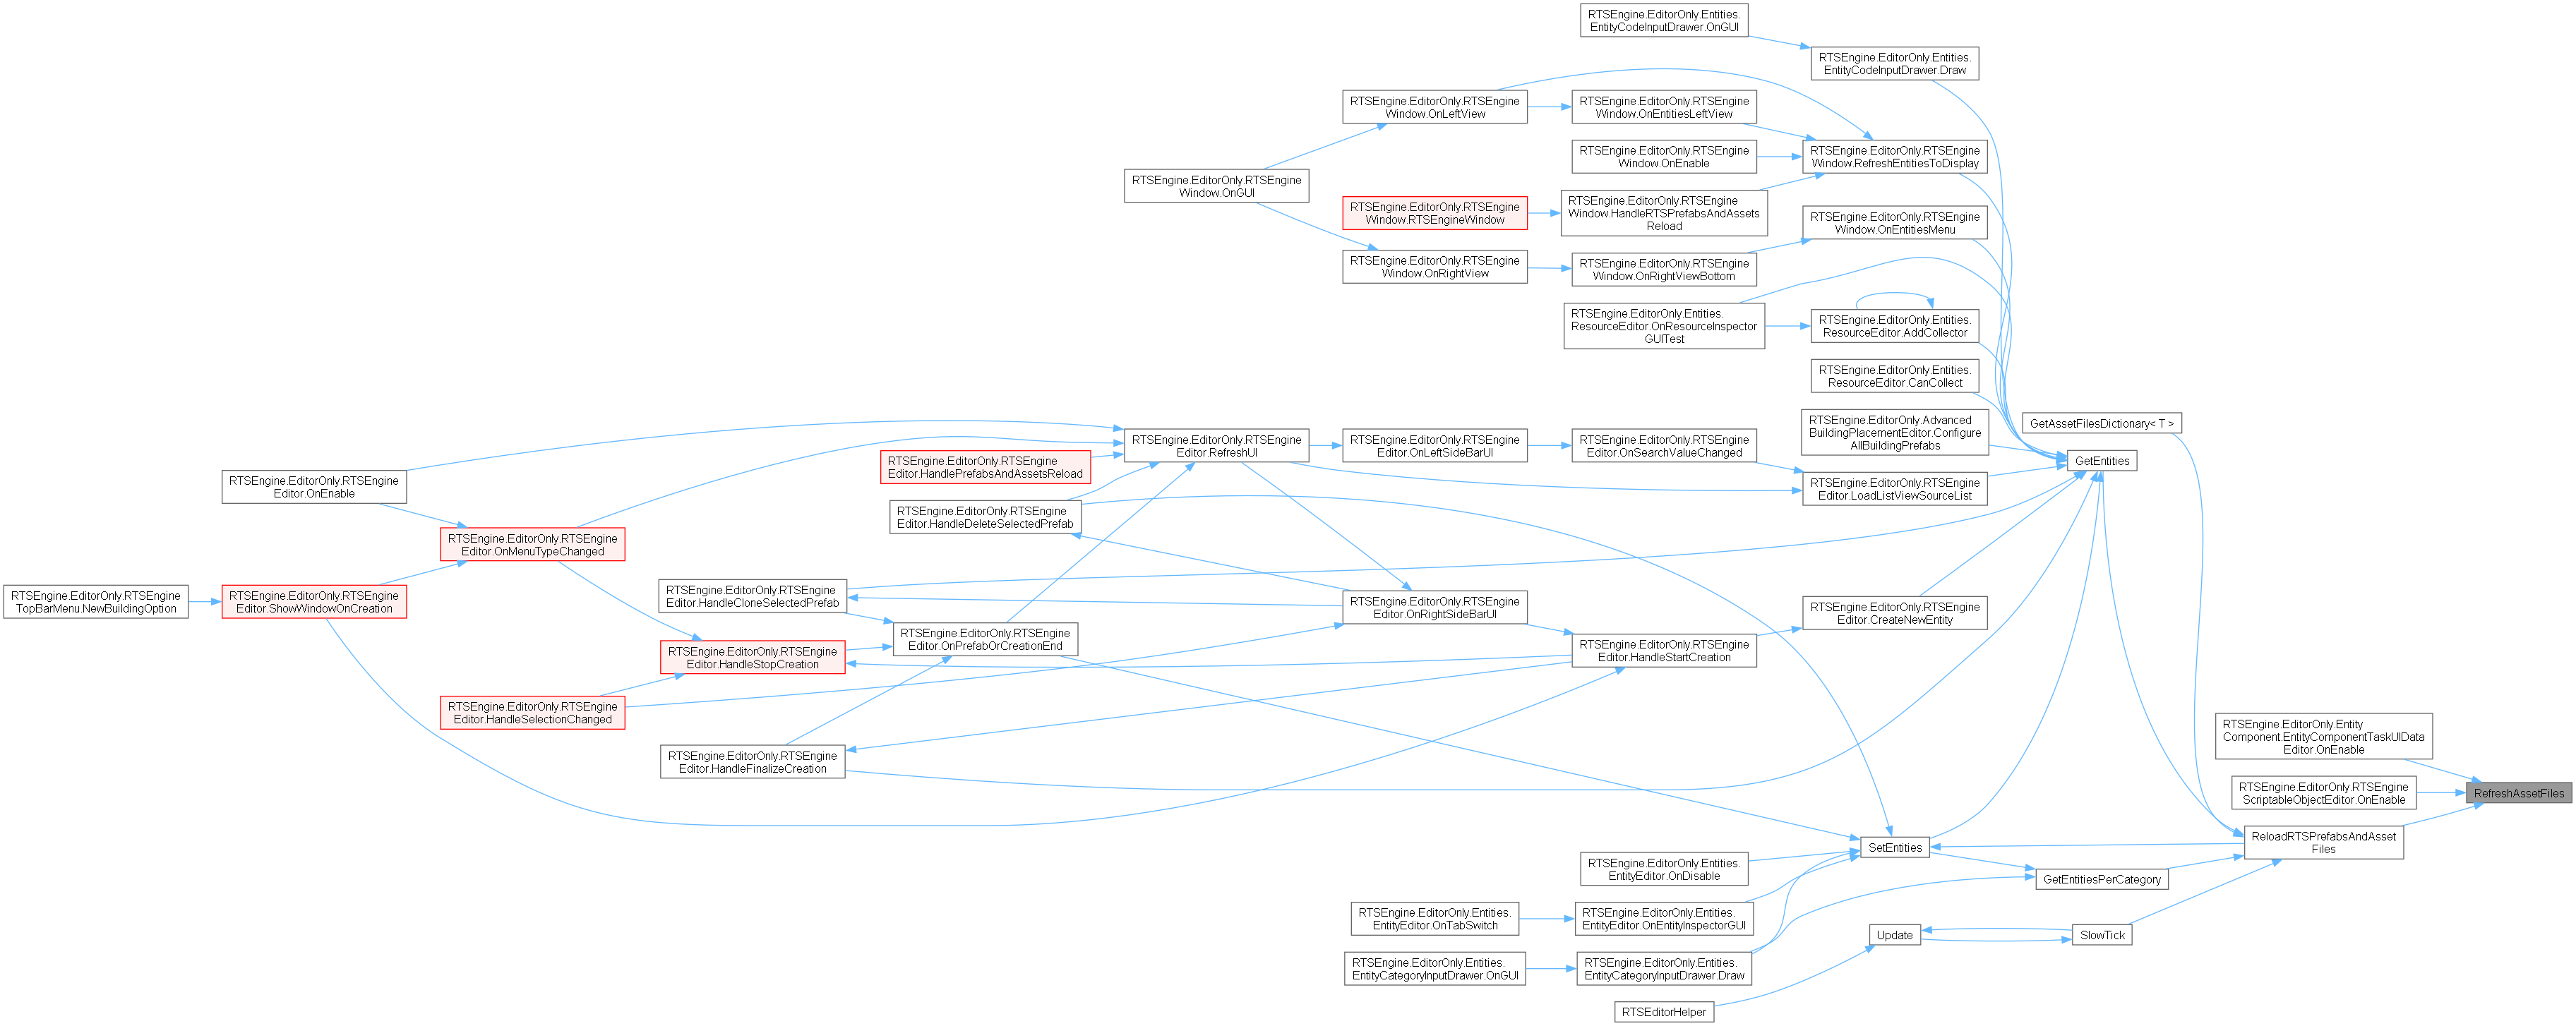 RTSEngine.EditorOnly.Entities.
EntityCodeInputDrawer.OnGUI
RTSEngine.EditorOnly.Entities.
EntityCodeInputDrawer.Draw
RTSEngine.EditorOnly.RTSEngine
Window.OnLeftView
RTSEngine.EditorOnly.RTSEngine
Window.OnEntitiesLeftView
RTSEngine.EditorOnly.RTSEngine
Window.OnEnable
RTSEngine.EditorOnly.RTSEngine
Window.RefreshEntitiesToDisplay
RTSEngine.EditorOnly.RTSEngine
Window.OnGUI
RTSEngine.EditorOnly.RTSEngine
Window.RTSEngineWindow
RTSEngine.EditorOnly.RTSEngine
Window.HandleRTSPrefabsAndAssets
Reload
RTSEngine.EditorOnly.RTSEngine
Window.OnEntitiesMenu
RTSEngine.EditorOnly.RTSEngine
Window.OnRightView
RTSEngine.EditorOnly.RTSEngine
Window.OnRightViewBottom
RTSEngine.EditorOnly.Entities.
ResourceEditor.OnResourceInspector
GUITest
RTSEngine.EditorOnly.Entities.
ResourceEditor.AddCollector
RTSEngine.EditorOnly.Entities.
ResourceEditor.CanCollect
RTSEngine.EditorOnly.Advanced
BuildingPlacementEditor.Configure
AllBuildingPrefabs
GetAssetFilesDictionary< T >
RTSEngine.EditorOnly.RTSEngine
Editor.RefreshUI
RTSEngine.EditorOnly.RTSEngine
Editor.OnLeftSideBarUI
RTSEngine.EditorOnly.RTSEngine
Editor.OnSearchValueChanged
GetEntities
RTSEngine.EditorOnly.RTSEngine
Editor.HandlePrefabsAndAssetsReload
RTSEngine.EditorOnly.RTSEngine
Editor.OnEnable
RTSEngine.EditorOnly.RTSEngine
Editor.LoadListViewSourceList
RTSEngine.EditorOnly.RTSEngine
Editor.HandleDeleteSelectedPrefab
RTSEngine.EditorOnly.RTSEngine
Editor.OnMenuTypeChanged
RTSEngine.EditorOnly.RTSEngine
TopBarMenu.NewBuildingOption
RTSEngine.EditorOnly.RTSEngine
Editor.ShowWindowOnCreation
RTSEngine.EditorOnly.RTSEngine
Editor.HandleCloneSelectedPrefab
RTSEngine.EditorOnly.RTSEngine
Editor.OnRightSideBarUI
RTSEngine.EditorOnly.RTSEngine
Editor.CreateNewEntity
RTSEngine.EditorOnly.RTSEngine
Editor.OnPrefabOrCreationEnd
RTSEngine.EditorOnly.RTSEngine
Editor.HandleStopCreation
RTSEngine.EditorOnly.RTSEngine
Editor.HandleStartCreation
RTSEngine.EditorOnly.RTSEngine
Editor.HandleSelectionChanged
RTSEngine.EditorOnly.RTSEngine
Editor.HandleFinalizeCreation
RTSEngine.EditorOnly.Entity
Component.EntityComponentTaskUIData
Editor.OnEnable
RTSEngine.EditorOnly.RTSEngine
ScriptableObjectEditor.OnEnable
RefreshAssetFiles
ReloadRTSPrefabsAndAsset
Files
SetEntities
RTSEngine.EditorOnly.Entities.
EntityEditor.OnDisable
GetEntitiesPerCategory
RTSEngine.EditorOnly.Entities.
EntityEditor.OnTabSwitch
RTSEngine.EditorOnly.Entities.
EntityEditor.OnEntityInspectorGUI
Update
SlowTick
RTSEngine.EditorOnly.Entities.
EntityCategoryInputDrawer.OnGUI
RTSEngine.EditorOnly.Entities.
EntityCategoryInputDrawer.Draw
RTSEditorHelper